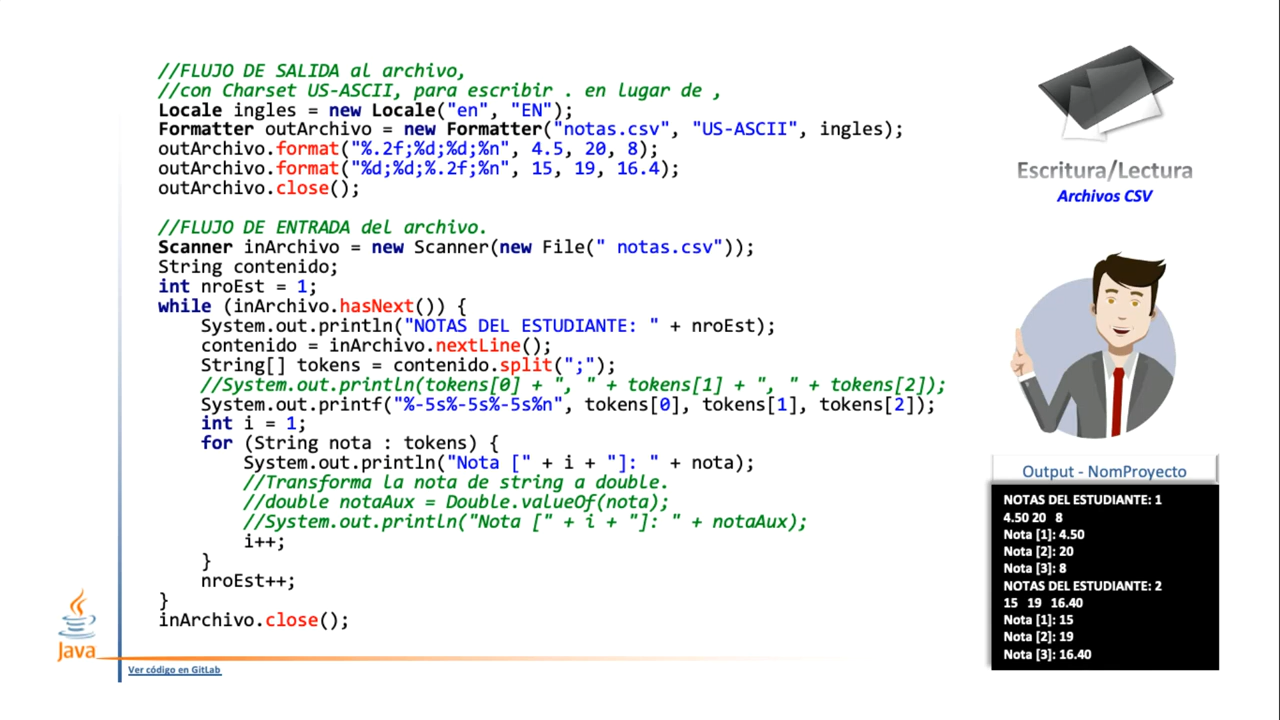 //FLUJO DE SALIDA al archivo,
//con Charset US-ASCII, para escribir . en lugar de ,
Locale ingles = new Locale("en", "EN");
Formatter outArchivo = new Formatter("notas.csv", "US-ASCII", ingles);
outArchivo.format("%.2f;%d;%d;%n", 4.5, 20, 8);
outArchivo.format("%d;%d;%.2f;%n", 15, 19, 16.4);
outArchivo.close();

//FLUJO DE ENTRADA del archivo.
Scanner inArchivo = new Scanner(new File(" notas.csv"));
String contenido;
int nroEst = 1;
while (inArchivo.hasNext()) {
    System.out.println("NOTAS DEL ESTUDIANTE: " + nroEst);
    contenido = inArchivo.nextLine();
    String[] tokens = contenido.split(";");
    //System.out.println(tokens[0] + ", " + tokens[1] + ", " + tokens[2]);
    System.out.printf("%-5s%-5s%-5s%n", tokens[0], tokens[1], tokens[2]);
    int i = 1;
    for (String nota : tokens) {
        System.out.println("Nota [" + i + "]: " + nota);
        //Transforma la nota de string a double.
        //double notaAux = Double.valueOf(nota);
        //System.out.println("Nota [" + i + "]: " + notaAux);
        i++;
    }
    nroEst++;
}
inArchivo.close();
Java
Ver código en GitLab
Escritura/Lectura
Archivos CSV
Output - NomProyecto
NOTAS DEL ESTUDIANTE: 1
4.50 20 8
Nota [1]: 4.50
Nota [2]: 20
Nota [3]: 8
NOTAS DEL ESTUDIANTE: 2
15 19 16.40
Nota [1]: 15
Nota [2]: 19
Nota [3]: 16.40